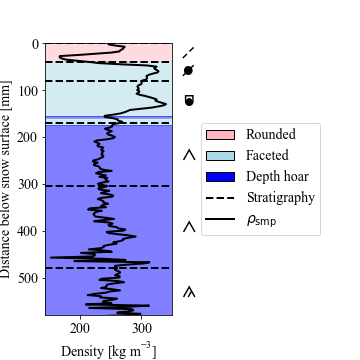 0
100
200
300
400
500
Distance below snow surface [mm]
200 300
Density [kg m⁻³]
Rounded
Faceted
Depth hoar
Stratigraphy
ρsmp